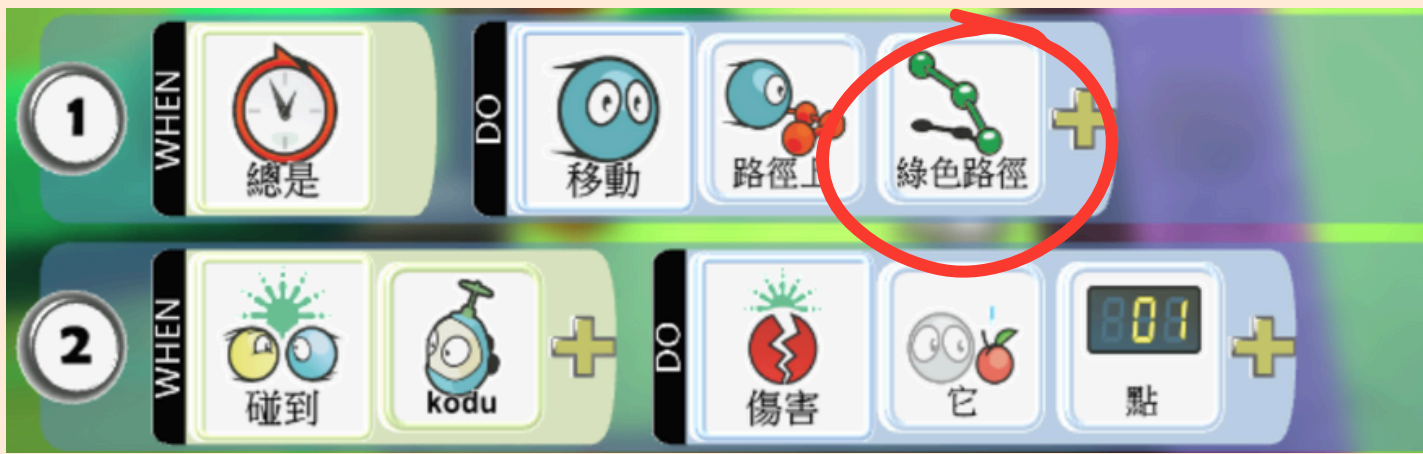 1 WHEN 總是 DO 移動 路徑上 綠色路徑
2 WHEN 碰到 kodu DO 傷害 它 01 點